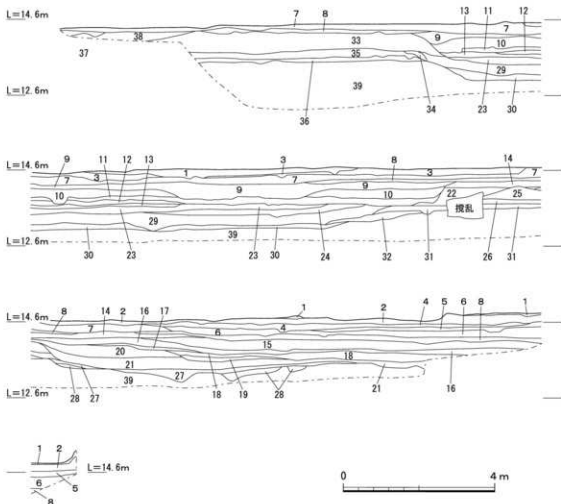 L=14.6m 7 8 13 11 12
38 33 9 7
37 10
35
29
L=12.6m 39 34 23 30
36
L=14.6m 9 11 12 13 3 8 14
3 1 3 7
7 7 9
10 9 10 22 25
攪乱
29 23 24 32 31 26 31
L=12.6m 30 23 39 30
L=14.6m 8 14 2 16 17 1 2 4 5 6 8 1
7 6 4
15
20 18
21
L=12.6m 39 27 18 19 28 21 16
28 27
1 2 L=14.6m
6 5
8
0 4 m